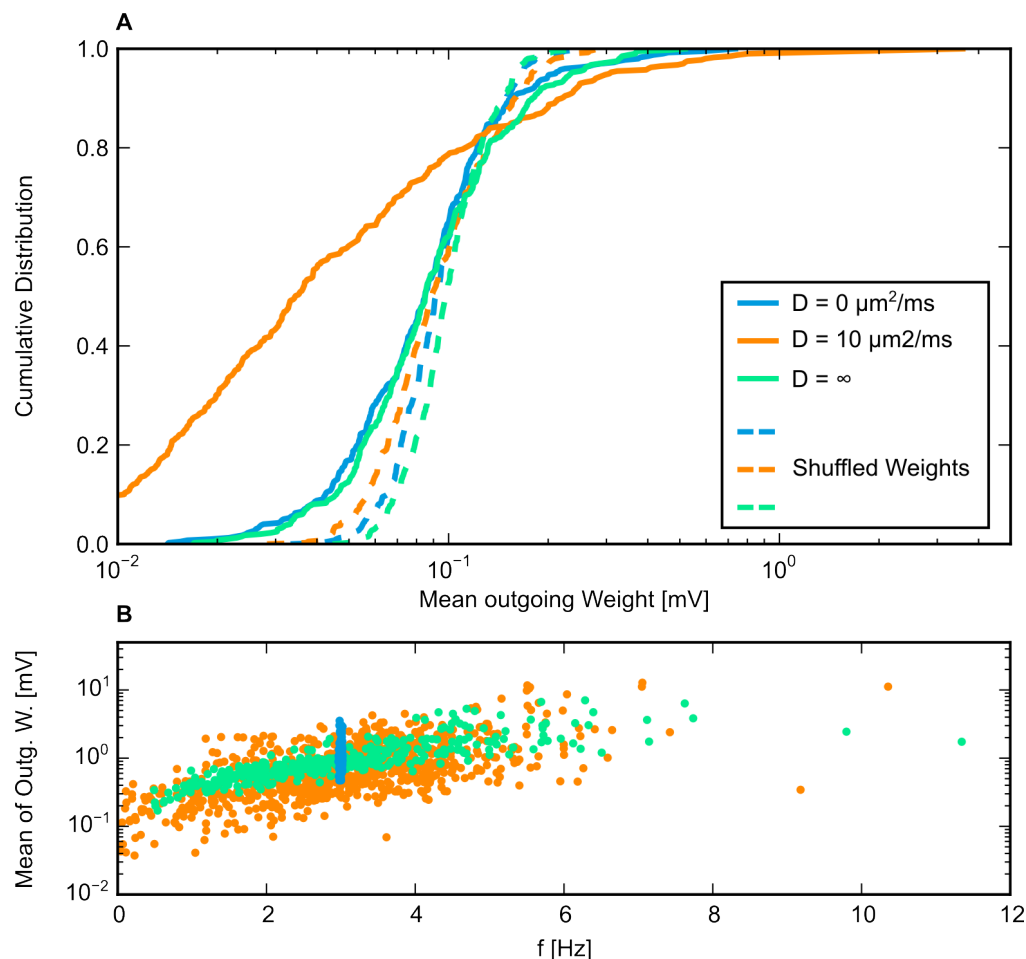 A
1.0
0.8
0.6
0.4
0.2
0.0
Cumulative Distribution
D = 0 μm²/ms
D = 10 μm2/ms
D = ∞
Shuffled Weights
10⁻² 10⁻¹ 10⁰
Mean outgoing Weight [mV]
B
10¹
10⁰
10⁻¹
10⁻²
Mean of Outg. W. [mV]
0 2 4 6 8 10 12
f [Hz]